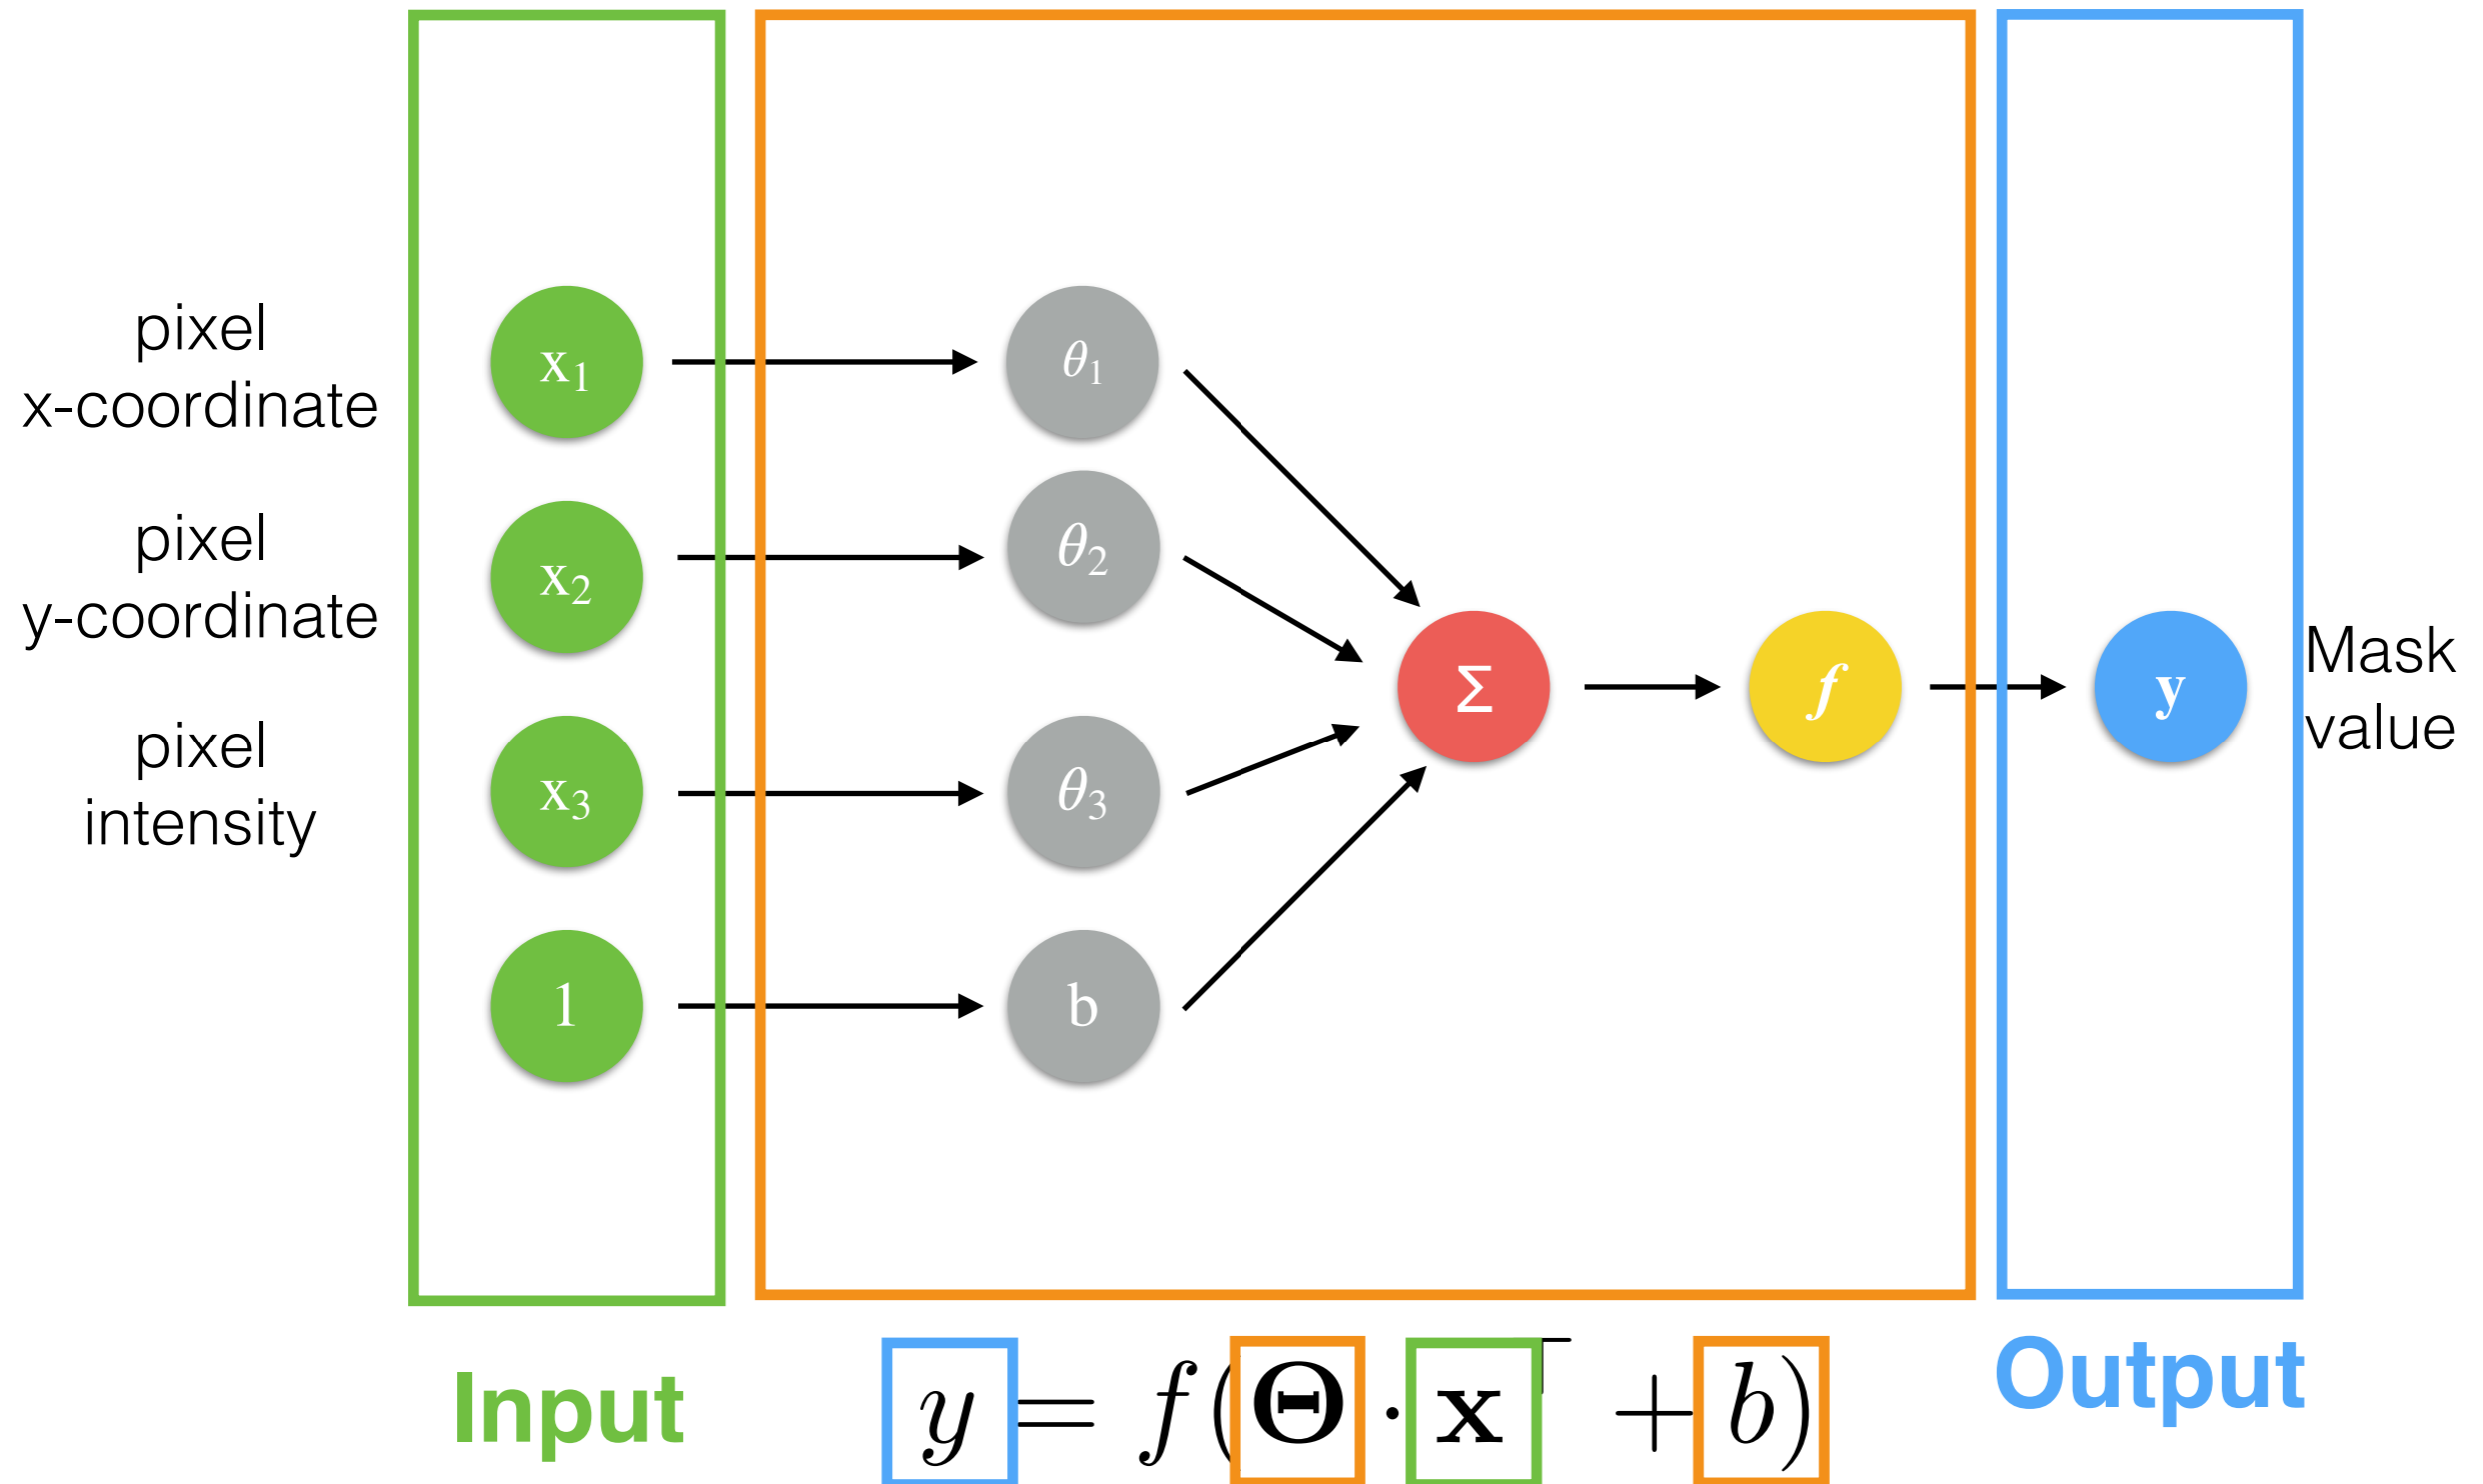 pixel
x-coordinate
pixel
y-coordinate
pixel
intensity
x1
x2
x3
1
θ1
θ2
θ3
b
Σ
f
y
Mask
value
Input
y = f(Θ · x⊤ + b)
Output